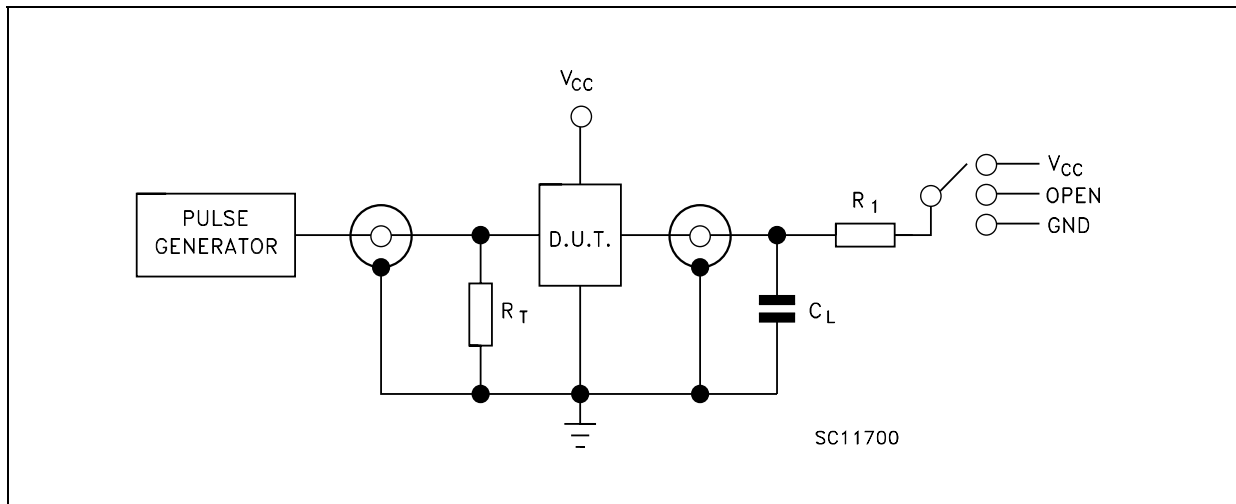 VCC
PULSE
GENERATOR
D.U.T.
RT
CL
R1
VCC
OPEN
GND
SC11700